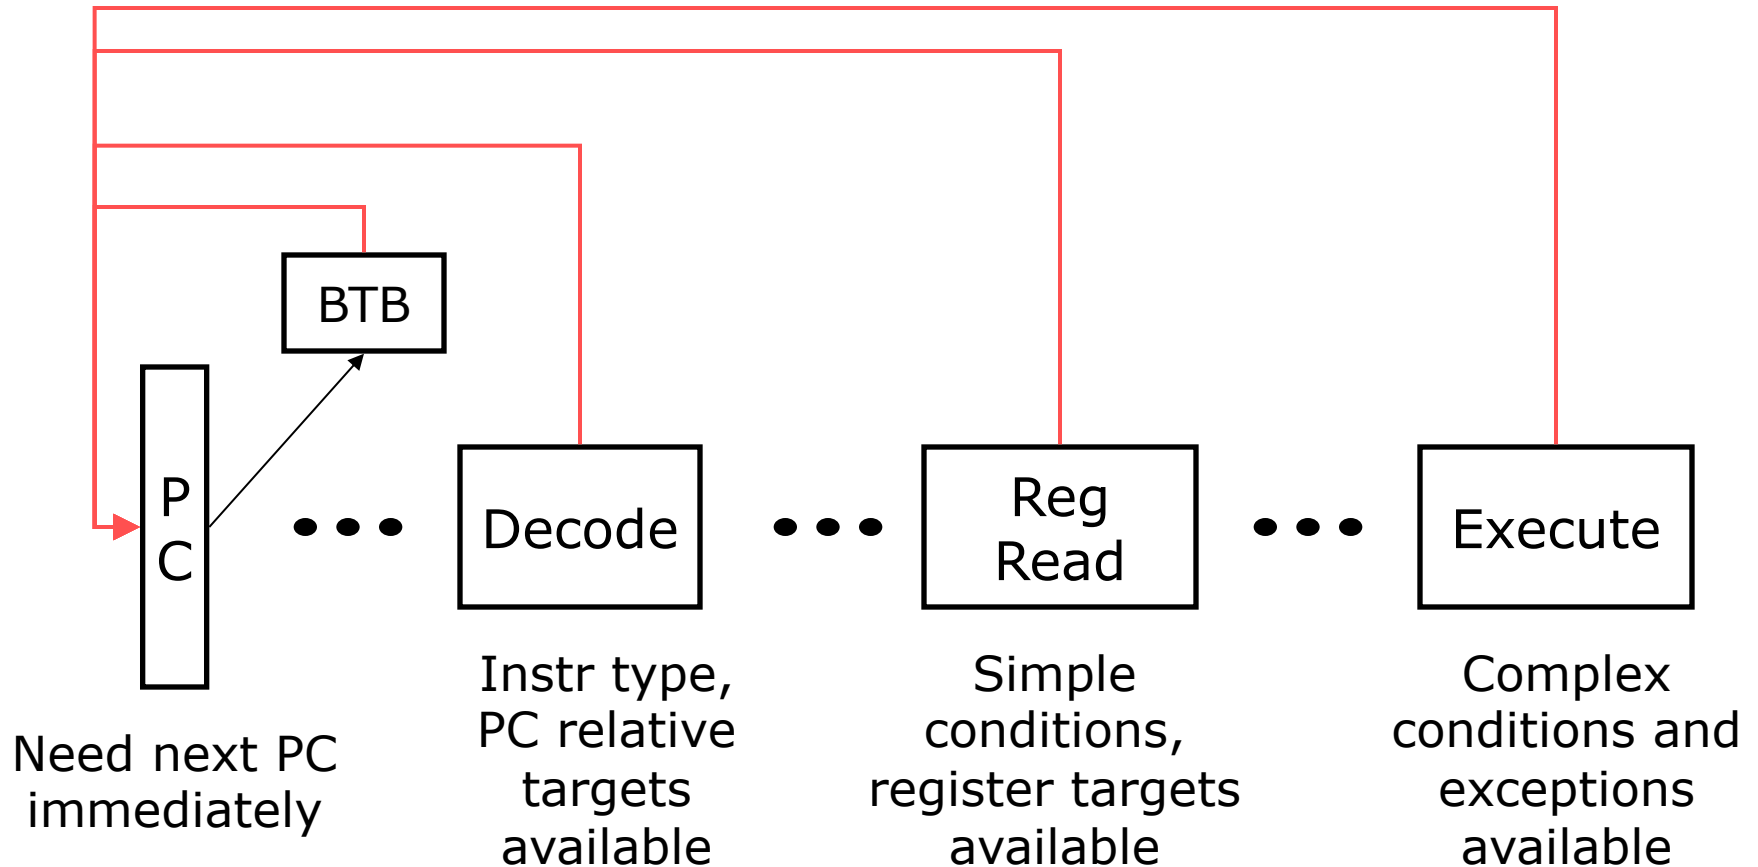 BTB
P
C
Decode
Reg
Read
Execute
Need next PC
immediately
Instr type,
PC relative
targets
available
Simple
conditions,
register targets
available
Complex
conditions and
exceptions
available